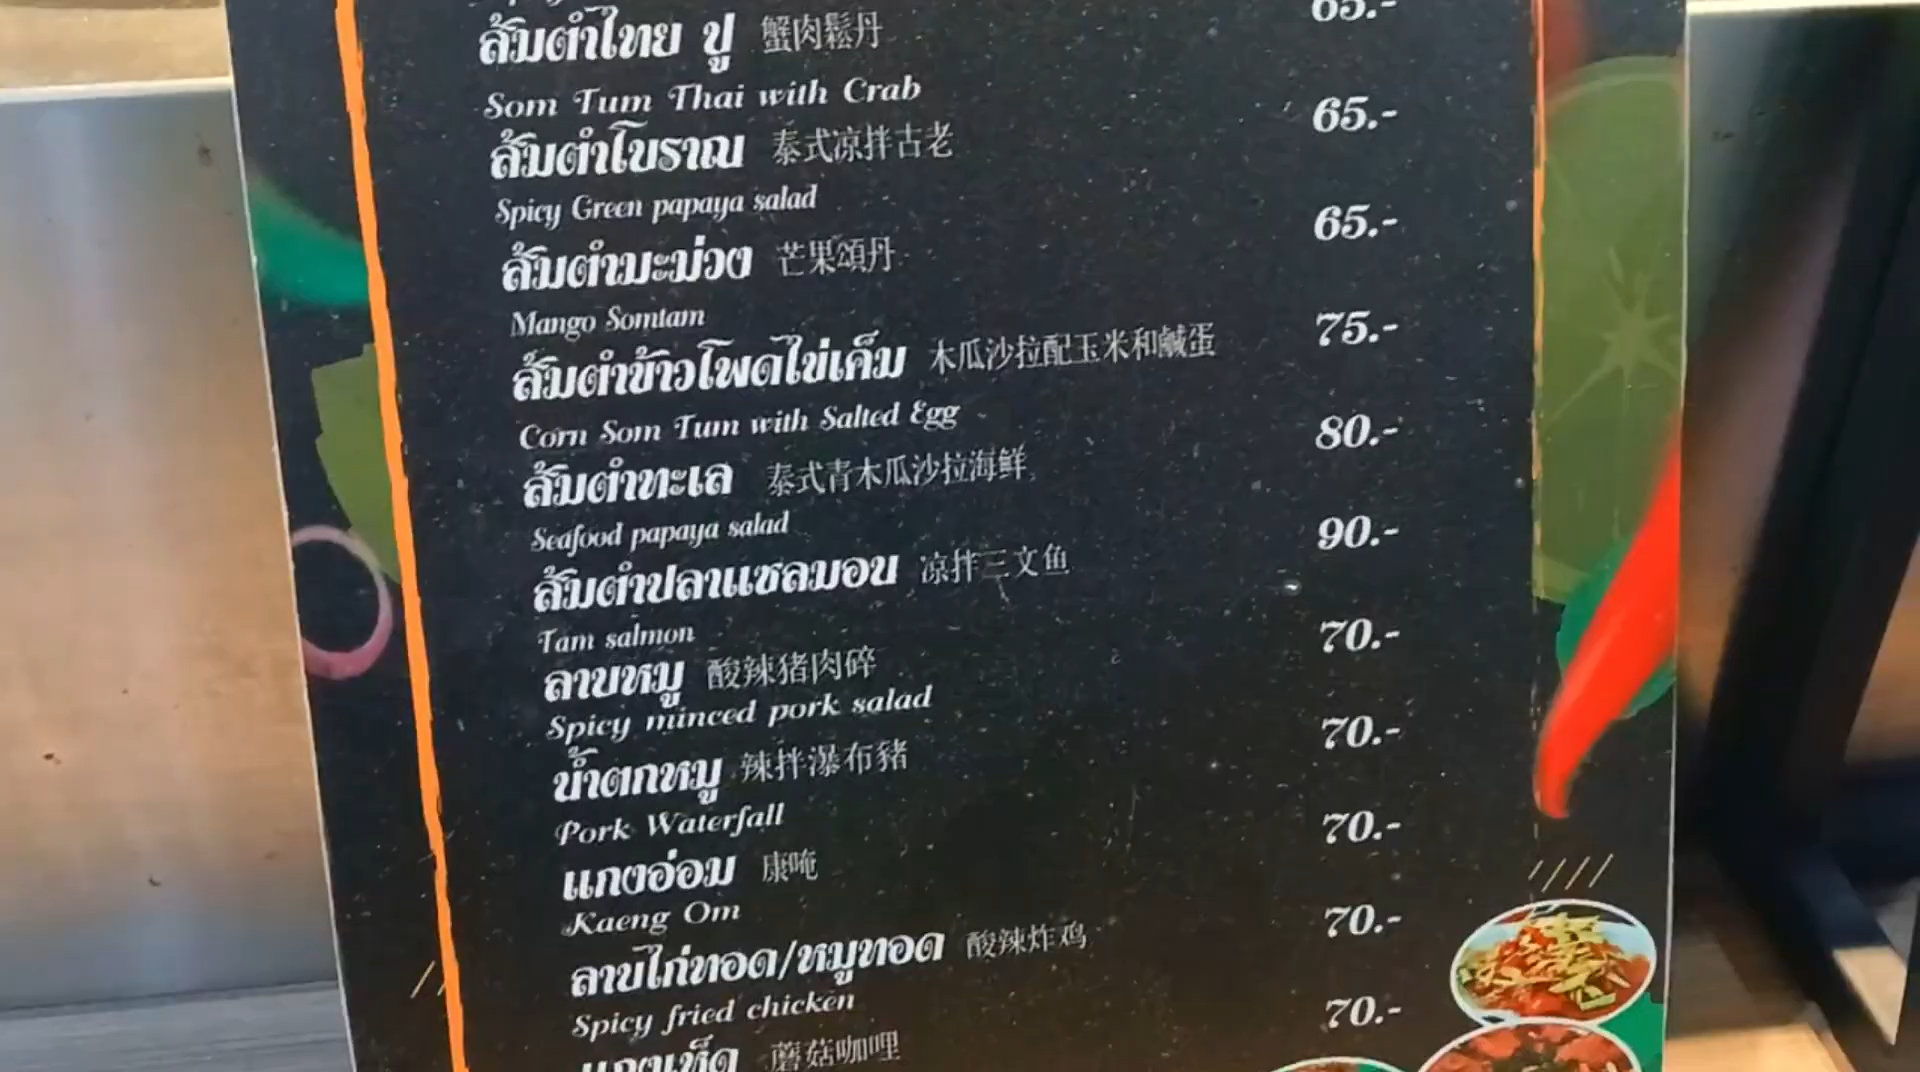 ส้มตำไทย ปู 蟹肉鬆丹 65.-
Som Tum Thai with Crab
ส้มตำโบราณ 泰式凉拌古老 65.-
Spicy Green papaya salad
ส้มตำมะม่วง 芒果頌丹 65.-
Mango Somtam
ส้มตำข้าวโพดไข่เค็ม 木瓜沙拉配玉米和鹹蛋 75.-
Corn Som Tum with Salted Egg
ส้มตำทะเล 泰式青木瓜沙拉海鲜 80.-
Seafood papaya salad
ส้มตำปลาแซลมอน 凉拌三文鱼 90.-
Tam salmon
ลาบหมู 酸辣猪肉碎 70.-
Spicy minced pork salad
น้ำตกหมู 辣拌瀑布豬 70.-
Pork Waterfall
แกงอ่อม 康唵 70.-
Kaeng Om
ลาบไก่ทอด/หมูทอด 酸辣炸鸡 70.-
Spicy fried chicken
แกงเห็ด 蘑菇咖哩 70.-